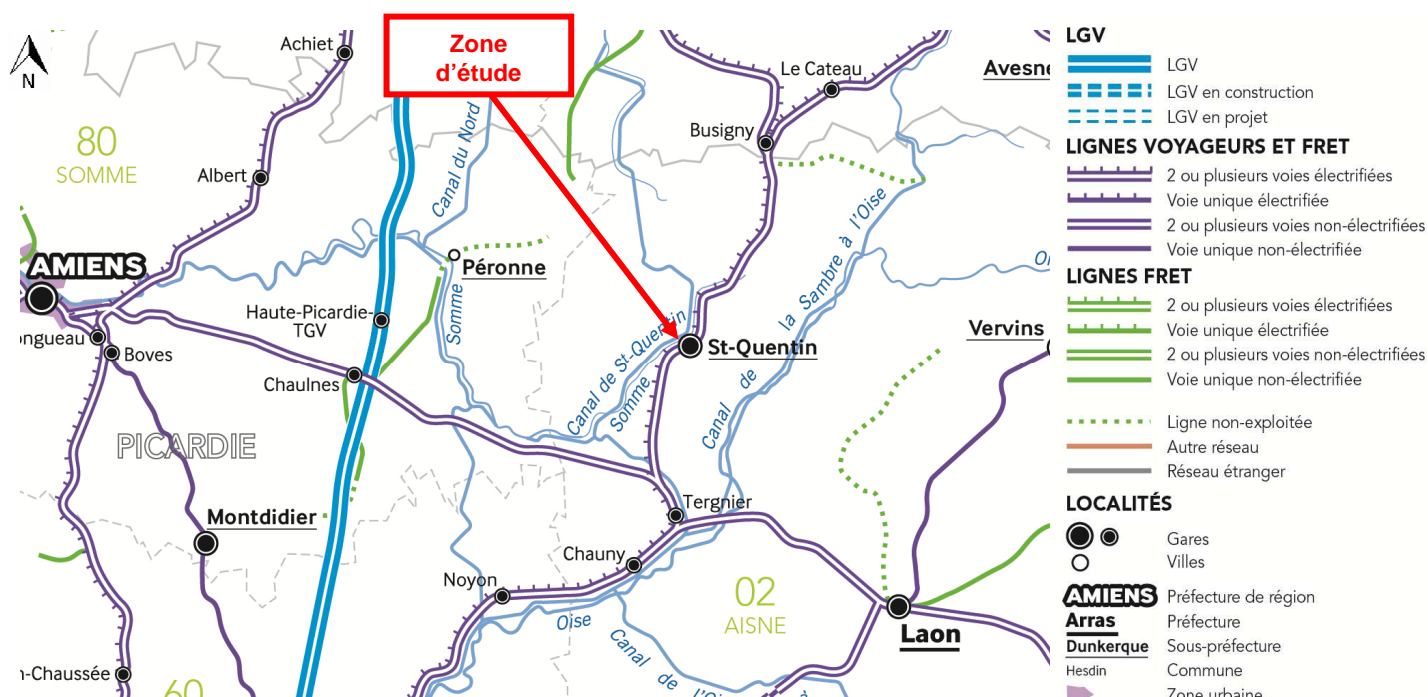 N
Achiet
Zone
d'étude
Le Cateau
Avesne
Busigny
80
SOMME
Albert
Canal du Nord
AMIENS
Péronne
Somme
Haute-Picardie-
TGV
ongueau
Boves
Chaulnes
Canal de St-Quentin
Somme
St-Quentin
Canal de la Sambre à l'Oise
Vervins
PICARDIE
Montdidier
Tergnier
Chauny
Noyon
Oise
02
AISNE
Laon
n-Chaussée
60
Canal de l'O
LGV
LGV
LGV en construction
LGV en projet
LIGNES VOYAGEURS ET FRET
2 ou plusieurs voies électrifiées
Voie unique électrifiée
2 ou plusieurs voies non-électrifiées
Voie unique non-électrifiée
LIGNES FRET
2 ou plusieurs voies électrifiées
Voie unique électrifiée
2 ou plusieurs voies non-électrifiées
Voie unique non-électrifiée
Ligne non-exploitée
Autre réseau
Réseau étranger
LOCALITÉS
Gares
Villes
AMIENS Préfecture de région
Arras Préfecture
Dunkerque Sous-préfecture
Hesdin Commune
Zone urbaine